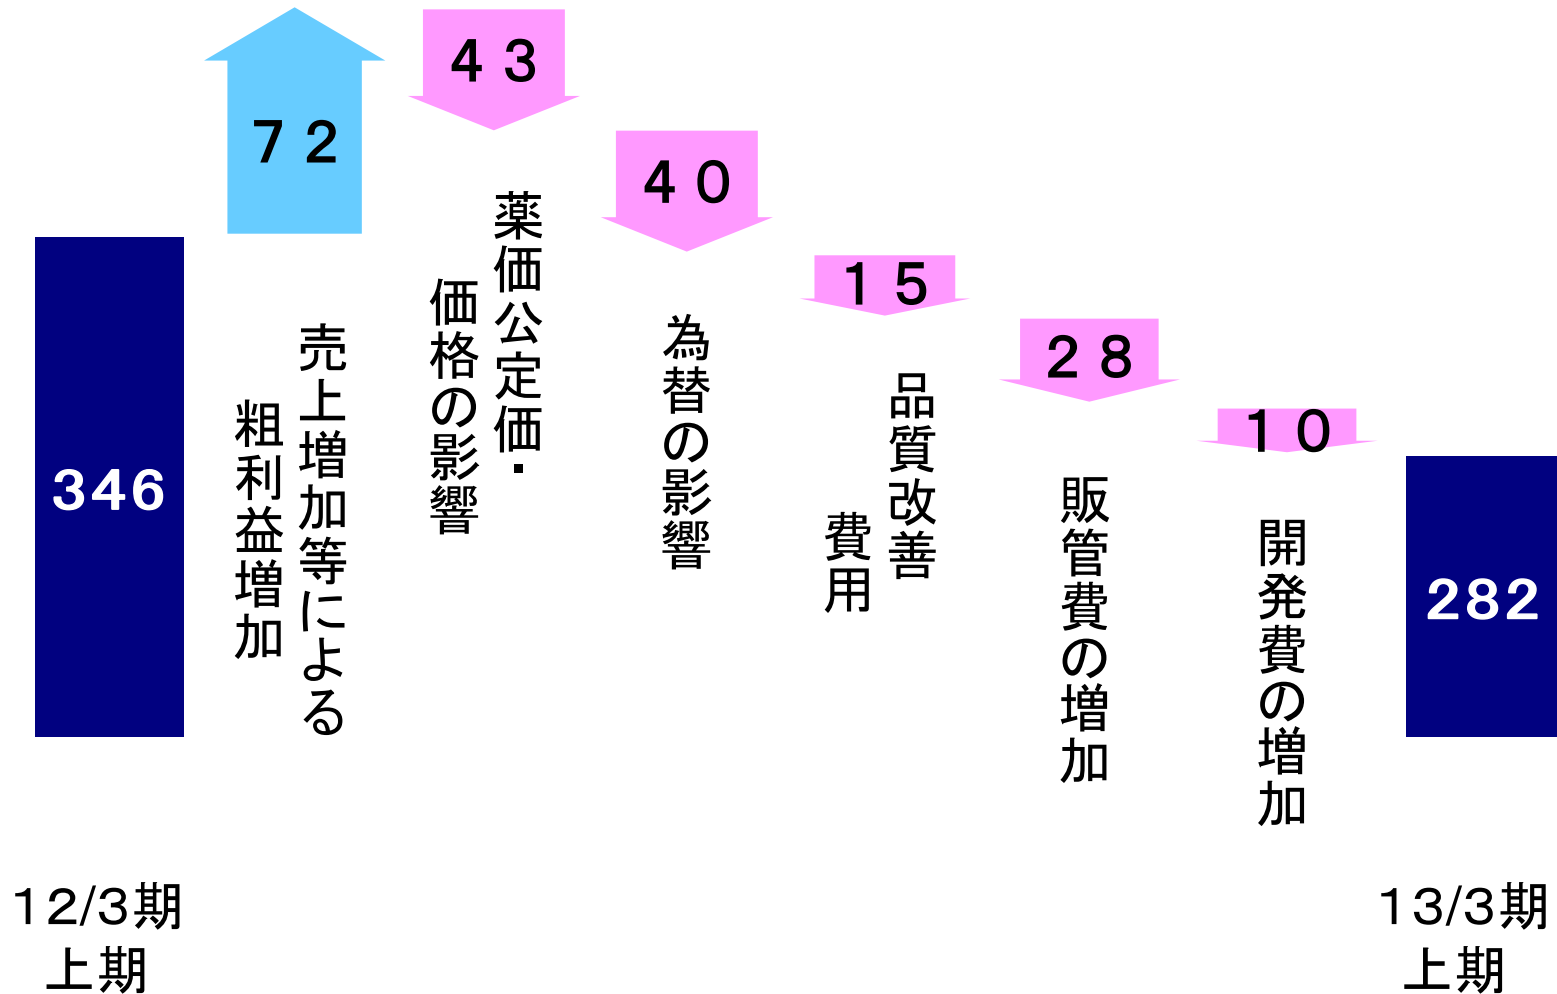 346
12/3期
上期
７２
売上増加等による
粗利益増加
４３
薬価公定価・
価格の影響
４０
為替の影響
１５
品質改善
費用
２８
販管費の増加
１０
開発費の増加
282
13/3期
上期